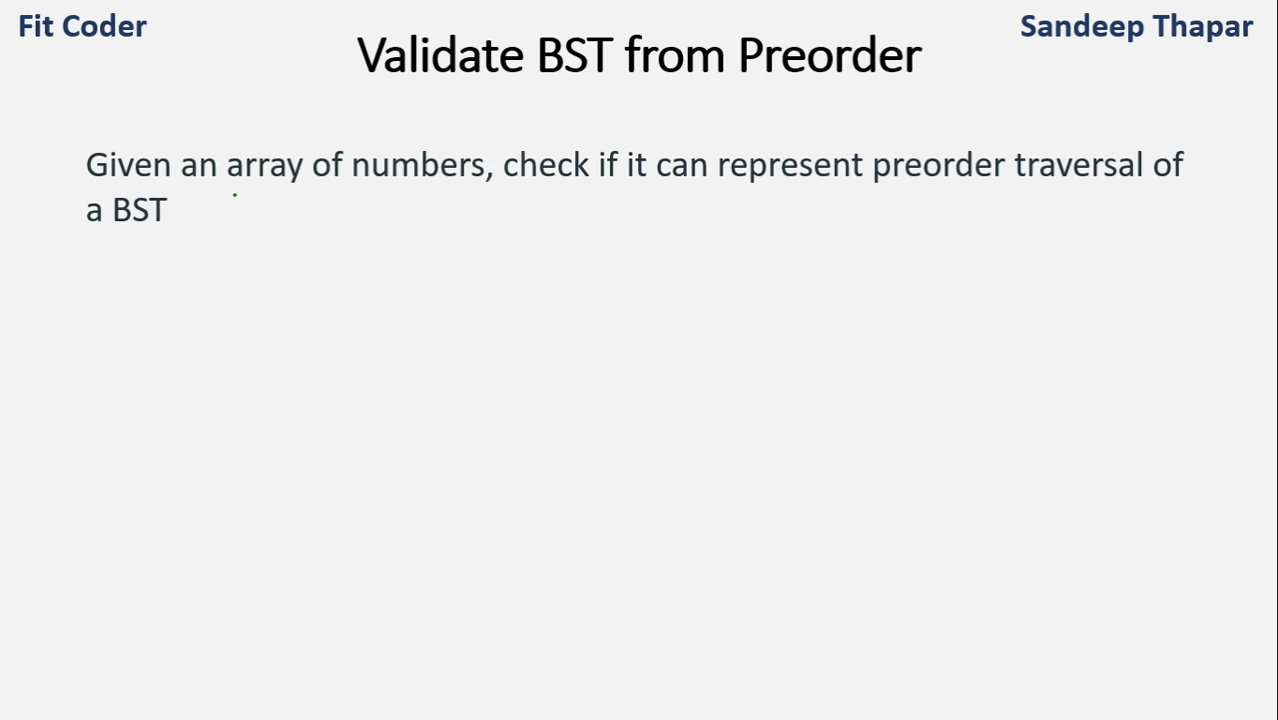 Fit Coder
Sandeep Thapar
Validate BST from Preorder
Given an array of numbers, check if it can represent preorder traversal of
a BST